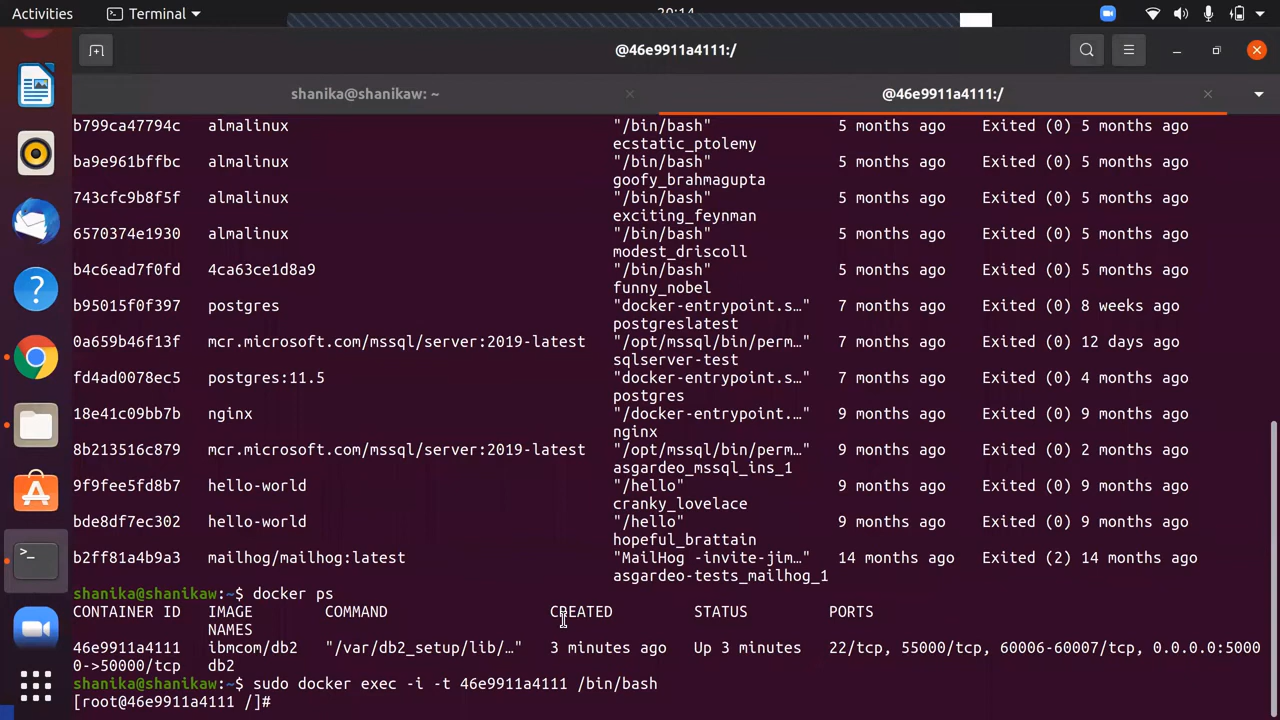 Activities Terminal
@46e9911a4111:/
shanika@shanikaw: ~ @46e9911a4111:/
b799ca47794c almalinux "/bin/bash" 5 months ago Exited (0) 5 months ago
ecstatic_ptolemy
ba9e961bffbc almalinux "/bin/bash" 5 months ago Exited (0) 5 months ago
goofy_brahmagupta
743cfc9b8f5f almalinux "/bin/bash" 5 months ago Exited (0) 5 months ago
exciting_feynman
6570374e1930 almalinux "/bin/bash" 5 months ago Exited (0) 5 months ago
modest_driscoll
b4c6ead7f0fd 4ca63ce1d8a9 "/bin/bash" 5 months ago Exited (0) 5 months ago
funny_nobel
b95015f0f397 postgres "docker-entrypoint.s…" 7 months ago Exited (0) 8 weeks ago
postgreslatest
0a659b46f13f mcr.microsoft.com/mssql/server:2019-latest "/opt/mssql/bin/perm…" 7 months ago Exited (0) 12 days ago
sqlserver-test
fd4ad0078ec5 postgres:11.5 "docker-entrypoint.s…" 7 months ago Exited (0) 4 months ago
postgres
18e41c09bb7b nginx "/docker-entrypoint.…" 9 months ago Exited (0) 9 months ago
nginx
8b213516c879 mcr.microsoft.com/mssql/server:2019-latest "/opt/mssql/bin/perm…" 9 months ago Exited (0) 2 months ago
asgardeo_mssql_ins_1
9f9fee5fd8b7 hello-world "/hello" 9 months ago Exited (0) 9 months ago
cranky_lovelace
bde8df7ec302 hello-world "/hello" 9 months ago Exited (0) 9 months ago
hopeful_brattain
b2ff81a4b9a3 mailhog/mailhog:latest "MailHog -invite-jim…" 14 months ago Exited (2) 14 months ago
asgardeo-tests_mailhog_1
shanika@shanikaw:~$ docker ps
CONTAINER ID IMAGE COMMAND CREATED STATUS PORTS
NAMES
46e9911a4111 ibmcom/db2 "/var/db2_setup/lib/…" 3 minutes ago Up 3 minutes 22/tcp, 55000/tcp, 60006-60007/tcp, 0.0.0.0:5000
0->50000/tcp db2
shanika@shanikaw:~$ sudo docker exec -i -t 46e9911a4111 /bin/bash
[root@46e9911a4111 /]#